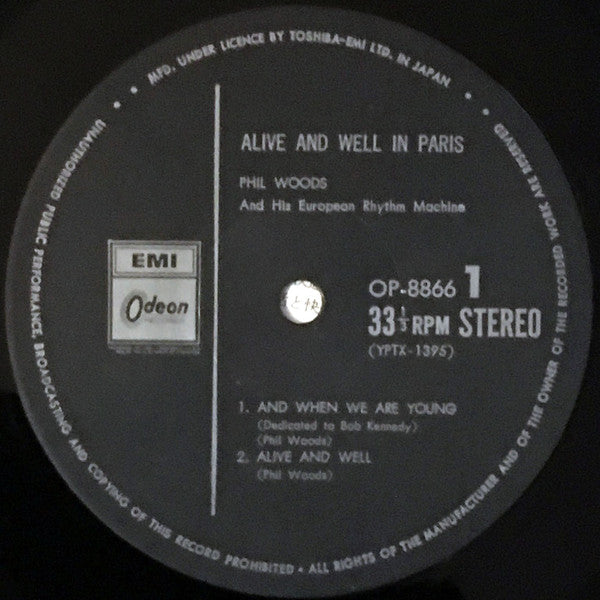 MFD. UNDER LICENCE BY TOSHIBA-EMI LTD. IN JAPAN
ALIVE AND WELL IN PARIS
PHIL WOODS
And His European Rhythm Machine
EMI
Odeon
OP-8866 1
33⅓ RPM STEREO
(YPTX-1395)
1. AND WHEN WE ARE YOUNG
(Dedicated to Bob Kennedy)
(Phil Woods)
2. ALIVE AND WELL
(Phil Woods)
UNAUTHORIZED PUBLIC PERFORMANCE, BROADCASTING AND COPYING OF THIS RECORD PROHIBITED • ALL RIGHTS OF THE MANUFACTURER AND OF THE OWNER OF THE RECORDED WORK ARE RESERVED